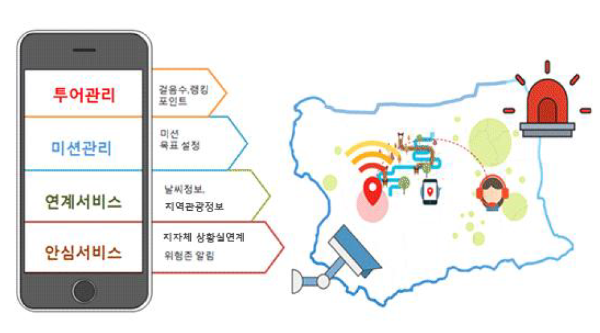 투어관리
걸음수,랭킹
포인트
미션관리
미션
목표 설정
연계서비스
날씨정보,
지역관광정보
안심서비스
지자체 상황실연계
위험존 알림